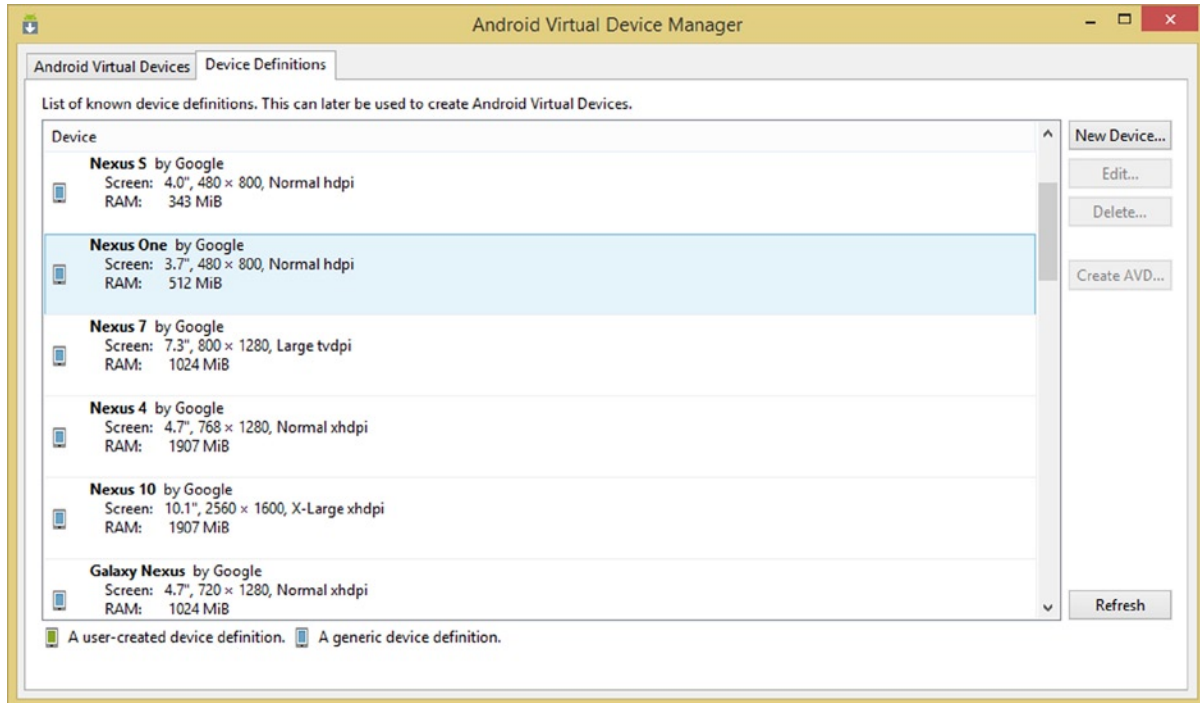 Android Virtual Device Manager
Android Virtual Devices Device Definitions
List of known device definitions. This can later be used to create Android Virtual Devices.
Device
New Device...
Nexus S by Google
Screen: 4.0", 480 × 800, Normal hdpi
RAM: 343 MiB
Edit...
Delete...
Nexus One by Google
Screen: 3.7", 480 × 800, Normal hdpi
RAM: 512 MiB
Create AVD...
Nexus 7 by Google
Screen: 7.3", 800 × 1280, Large tvdpi
RAM: 1024 MiB
Nexus 4 by Google
Screen: 4.7", 768 × 1280, Normal xhdpi
RAM: 1907 MiB
Nexus 10 by Google
Screen: 10.1", 2560 × 1600, X-Large xhdpi
RAM: 1907 MiB
Galaxy Nexus by Google
Screen: 4.7", 720 × 1280, Normal xhdpi
RAM: 1024 MiB
Refresh
A user-created device definition. A generic device definition.